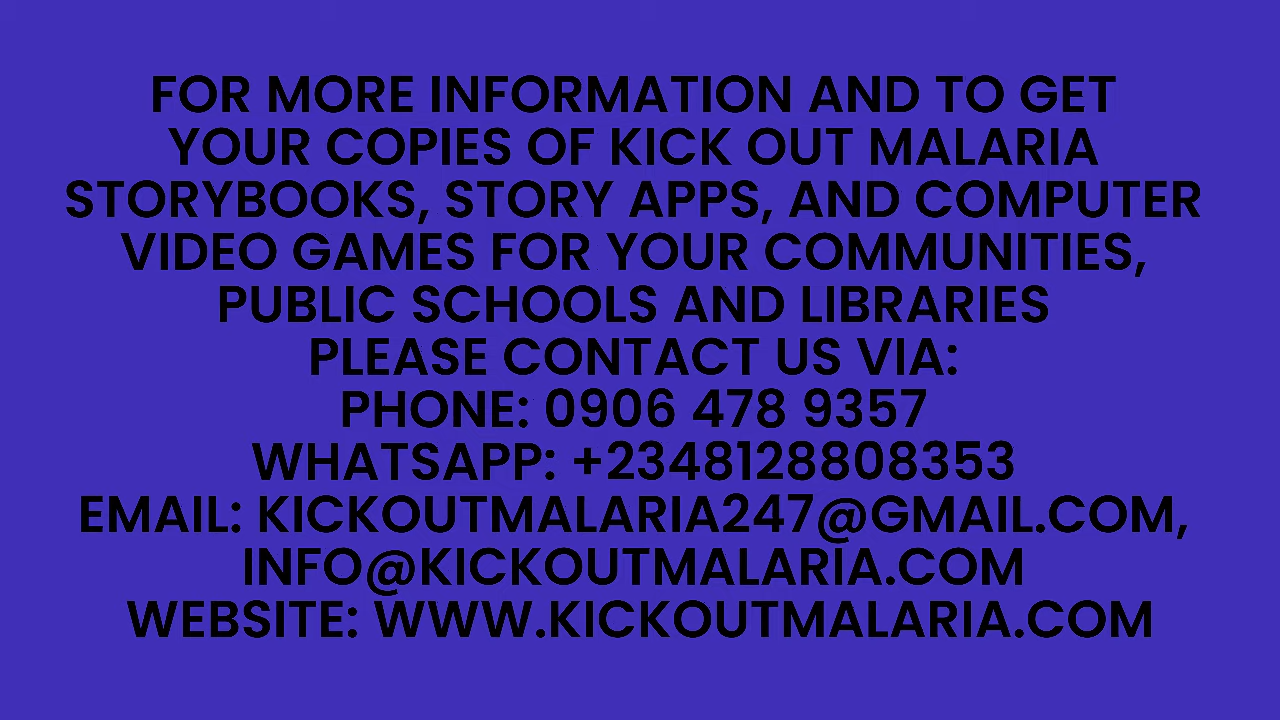 FOR MORE INFORMATION AND TO GET
YOUR COPIES OF KICK OUT MALARIA
STORYBOOKS, STORY APPS, AND COMPUTER
VIDEO GAMES FOR YOUR COMMUNITIES,
PUBLIC SCHOOLS AND LIBRARIES
PLEASE CONTACT US VIA:
PHONE: 0906 478 9357
WHATSAPP: +2348128808353
EMAIL: KICKOUTMALARIA247@GMAIL.COM,
INFO@KICKOUTMALARIA.COM
WEBSITE: WWW.KICKOUTMALARIA.COM